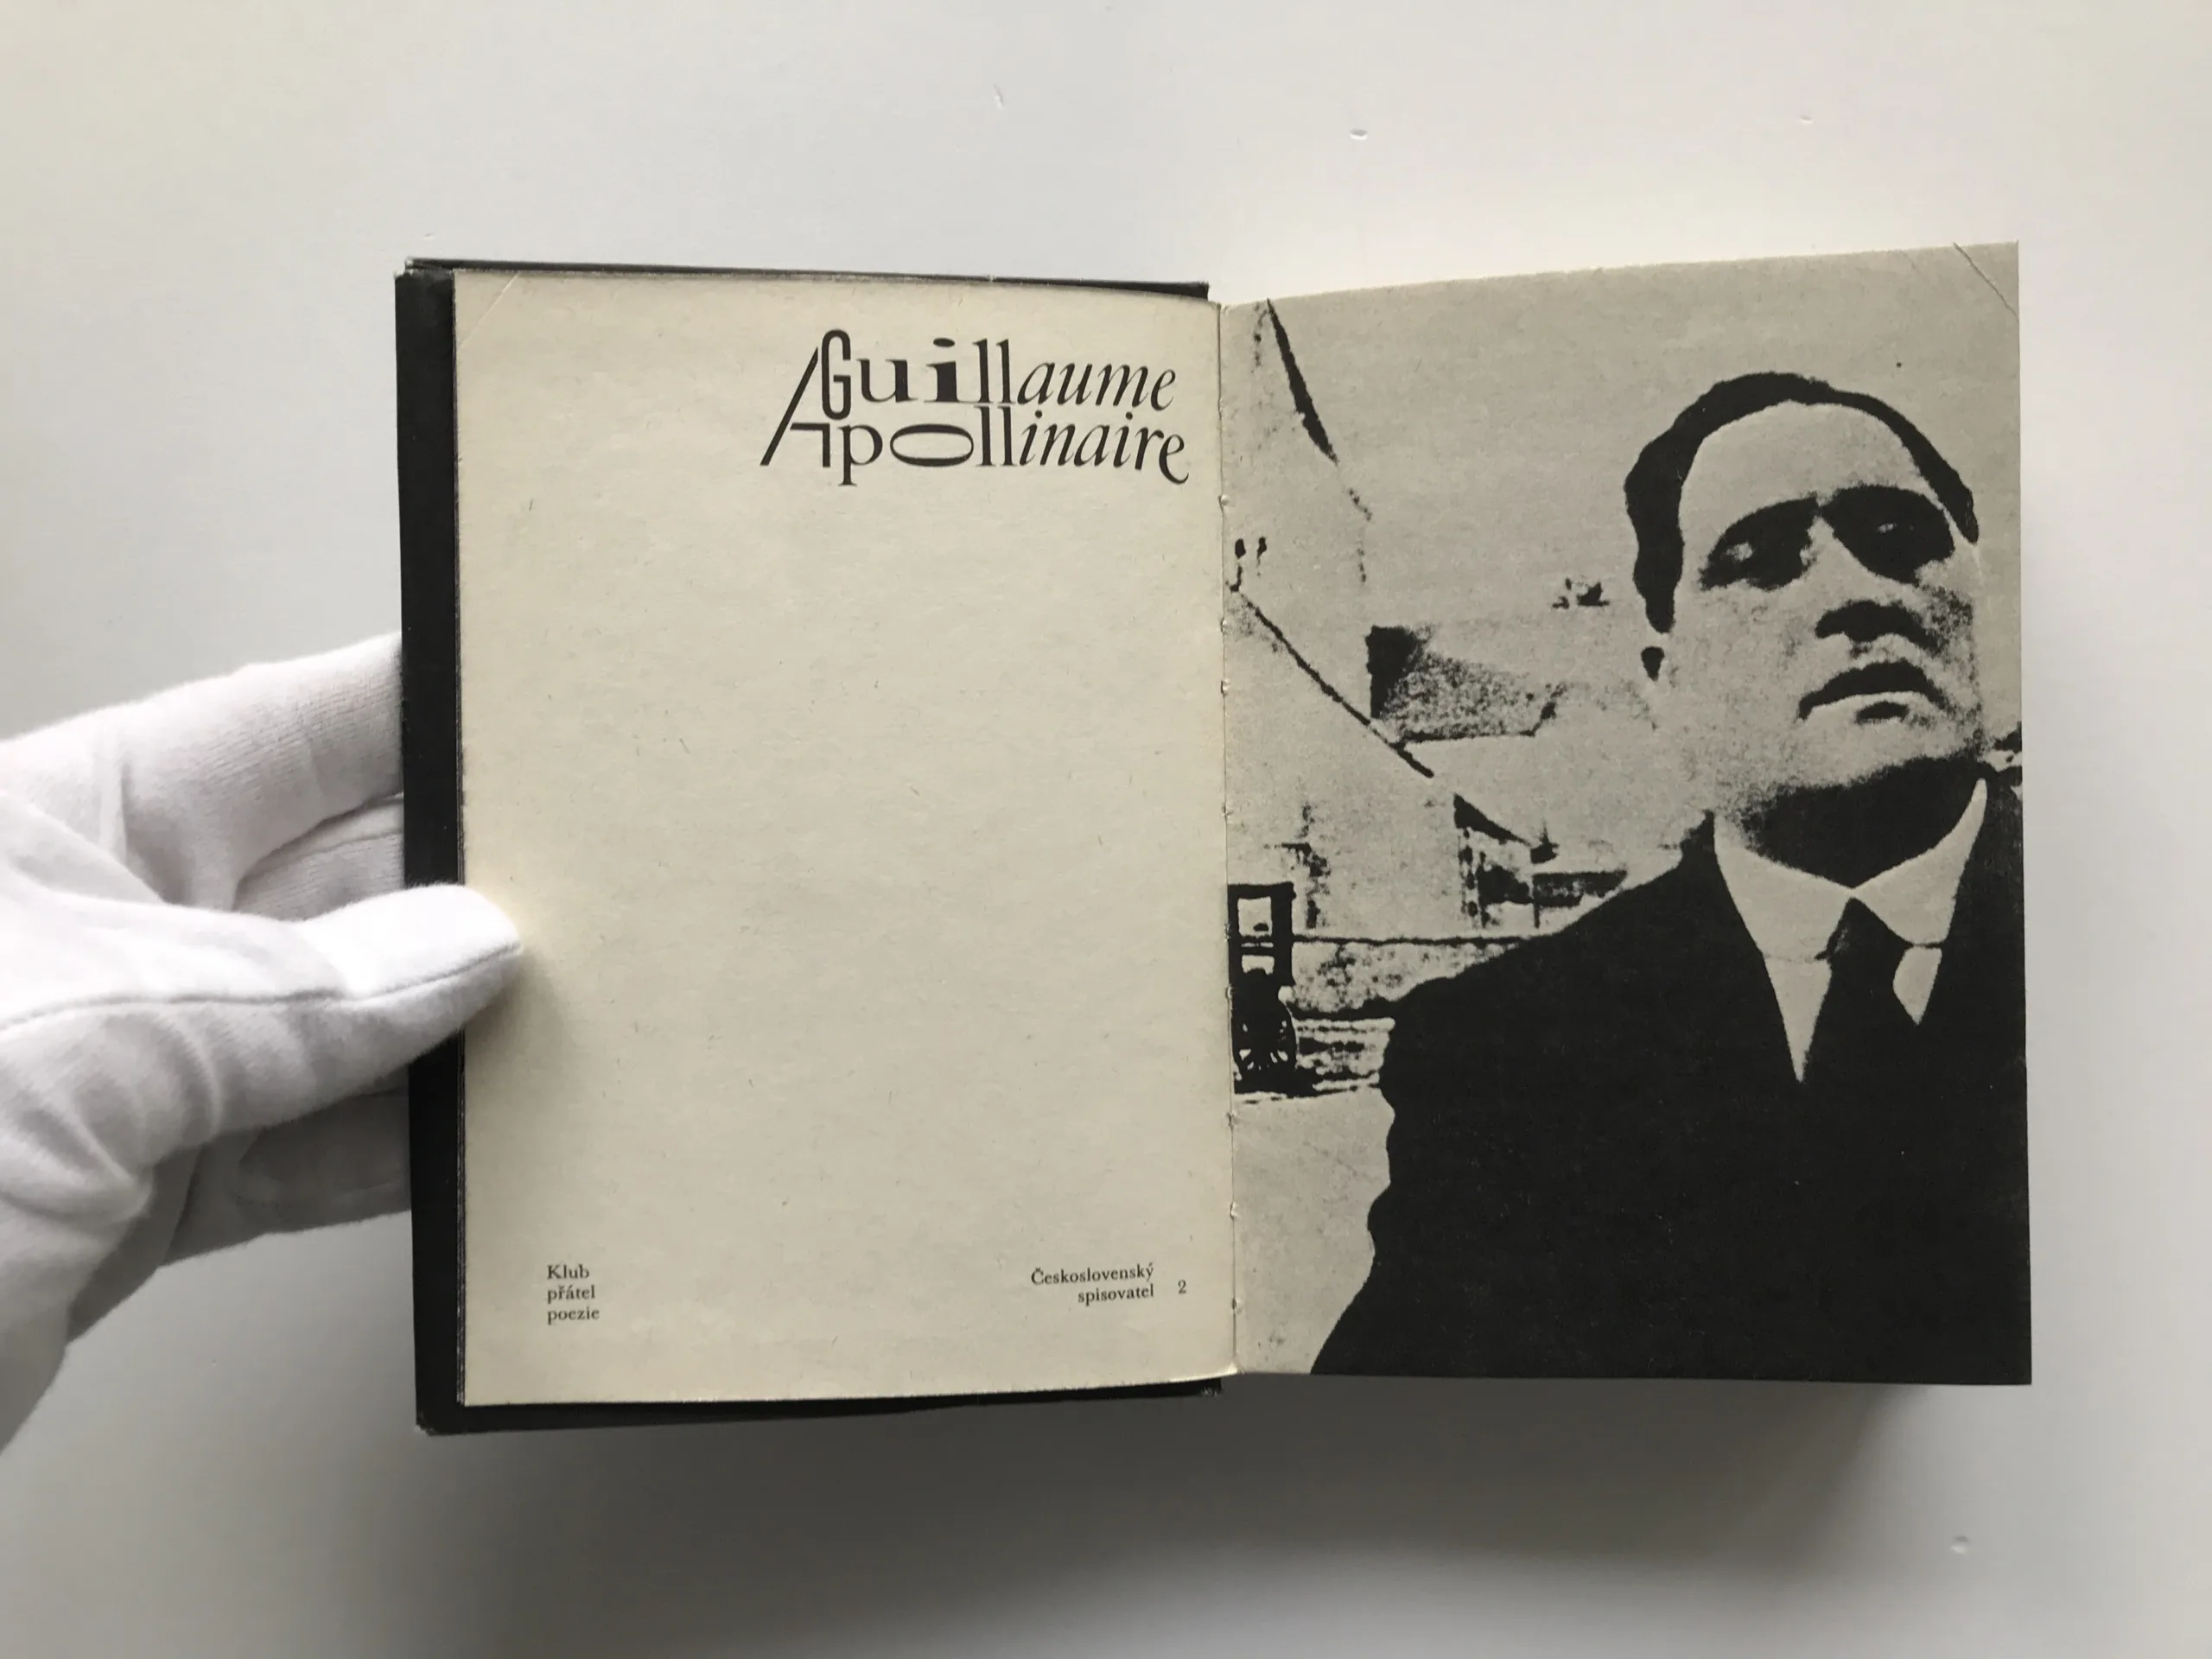 Guillaume
Apollinaire
Klub
přátel
poezie
Československý
spisovatel
2